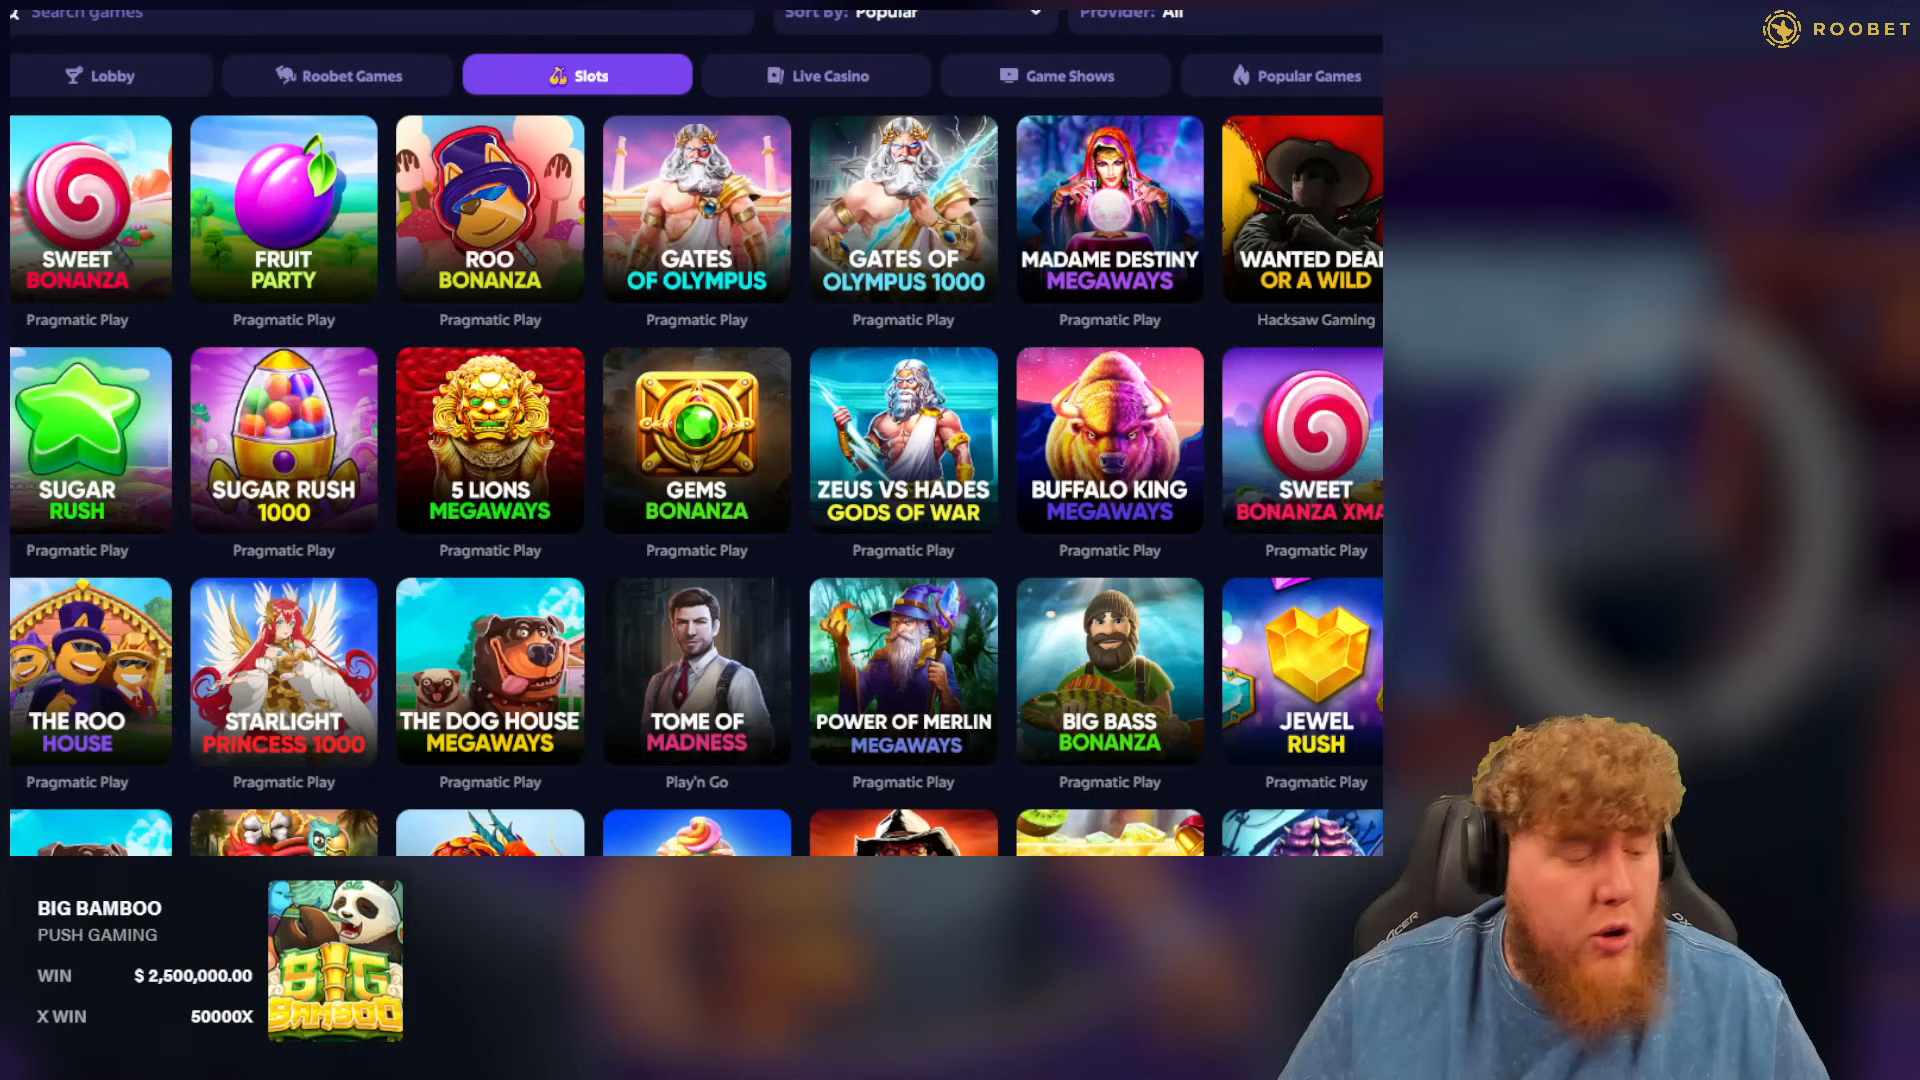 Search games
Sort By: Popular
Provider: All
ROOBET
Lobby
Roobet Games
Slots
Live Casino
Game Shows
Popular Games
SWEET
BONANZA
FRUIT
PARTY
ROO
BONANZA
GATES
OF OLYMPUS
GATES OF
OLYMPUS 1000
MADAME DESTINY
MEGAWAYS
WANTED DEA
OR A WILD
Pragmatic Play
Pragmatic Play
Pragmatic Play
Pragmatic Play
Pragmatic Play
Pragmatic Play
Hacksaw Gaming
SUGAR
RUSH
SUGAR RUSH
1000
5 LIONS
MEGAWAYS
GEMS
BONANZA
ZEUS VS HADES
GODS OF WAR
BUFFALO KING
MEGAWAYS
SWEET
BONANZA XMA
Pragmatic Play
Pragmatic Play
Pragmatic Play
Pragmatic Play
Pragmatic Play
Pragmatic Play
Pragmatic Play
THE ROO
HOUSE
STARLIGHT
PRINCESS 1000
THE DOG HOUSE
MEGAWAYS
TOME OF
MADNESS
POWER OF MERLIN
MEGAWAYS
BIG BASS
BONANZA
JEWEL
RUSH
Pragmatic Play
Pragmatic Play
Pragmatic Play
Play'n Go
Pragmatic Play
Pragmatic Play
Pragmatic Play
BIG BAMBOO
PUSH GAMING
WIN $ 2,500,000.00
X WIN 50000X
BIG
BAMBOO